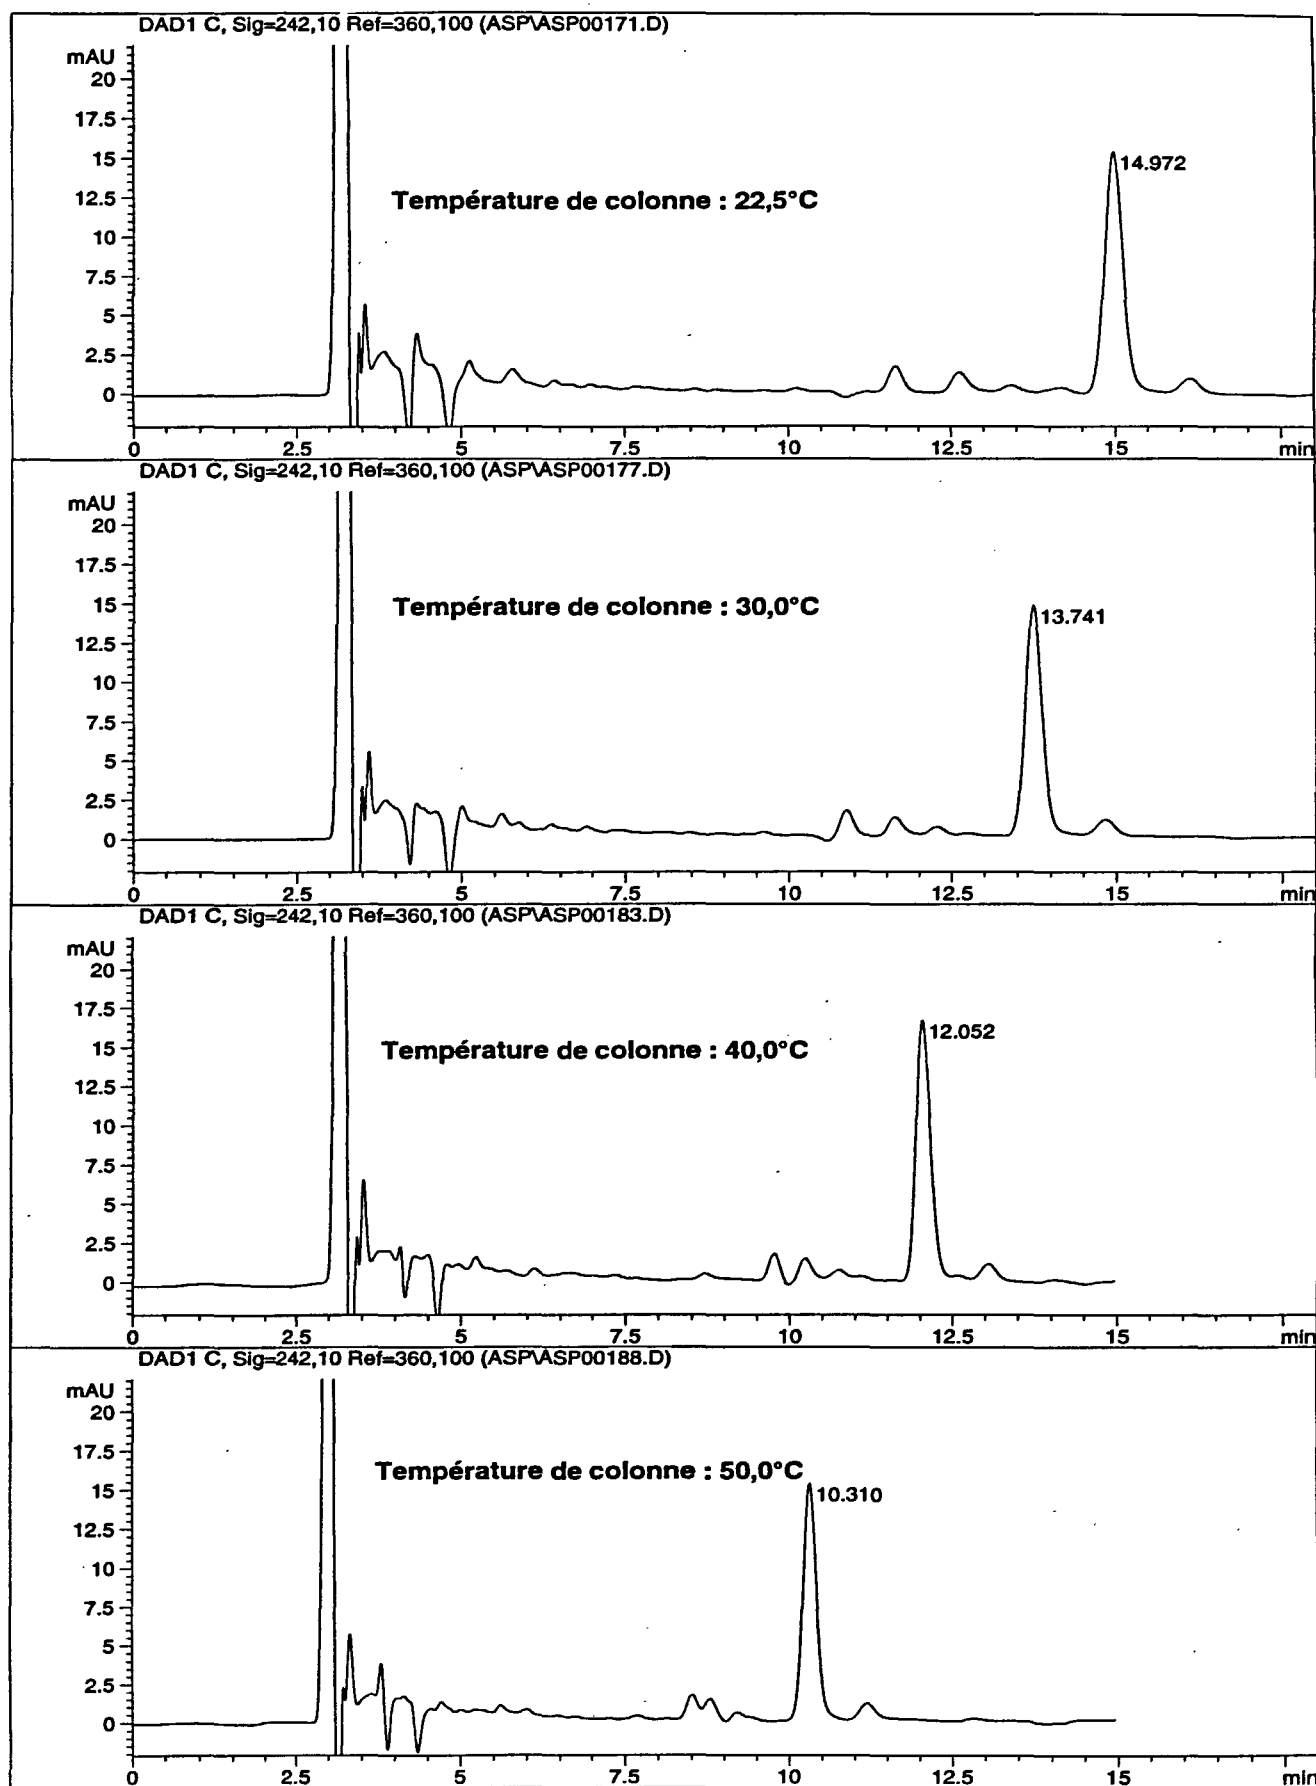 DAD1 C, Sig=242,10 Ref=360,100 (ASP\ASP00171.D)
mAU
20
17.5
15
14.972
12.5
Température de colonne : 22,5°C
10
7.5
5
2.5
0
0 2.5 5 7.5 10 12.5 15 min
DAD1 C, Sig=242,10 Ref=360,100 (ASP\ASP00177.D)
mAU
20
17.5
15
Température de colonne : 30,0°C
13.741
12.5
10
7.5
5
2.5
0
0 2.5 5 7.5 10 12.5 15 min
DAD1 C, Sig=242,10 Ref=360,100 (ASP\ASP00183.D)
mAU
20
17.5
12.052
15
Température de colonne : 40,0°C
12.5
10
7.5
5
2.5
0
0 2.5 5 7.5 10 12.5 15 min
DAD1 C, Sig=242,10 Ref=360,100 (ASP\ASP00188.D)
mAU
20
17.5
Température de colonne : 50,0°C
15
10.310
12.5
10
7.5
5
2.5
0
0 2.5 5 7.5 10 12.5 15 min